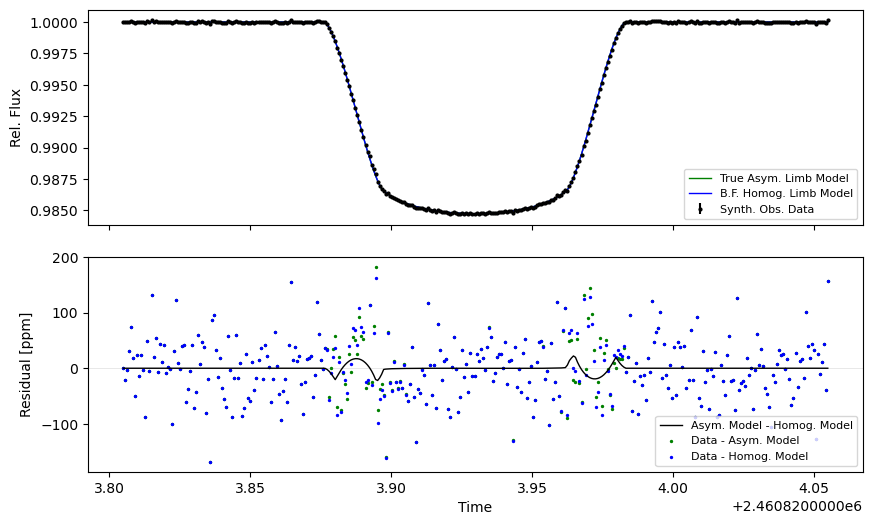 1.0000
0.9975
0.9950
0.9925
0.9900
0.9875
0.9850
Rel. Flux
True Asym. Limb Model
B.F. Homog. Limb Model
Synth. Obs. Data
200
100
0
−100
Residual [ppm]
Asym. Model - Homog. Model
Data - Asym. Model
Data - Homog. Model
3.80
3.85
3.90
3.95
4.00
4.05
Time
+2.4608200000e6